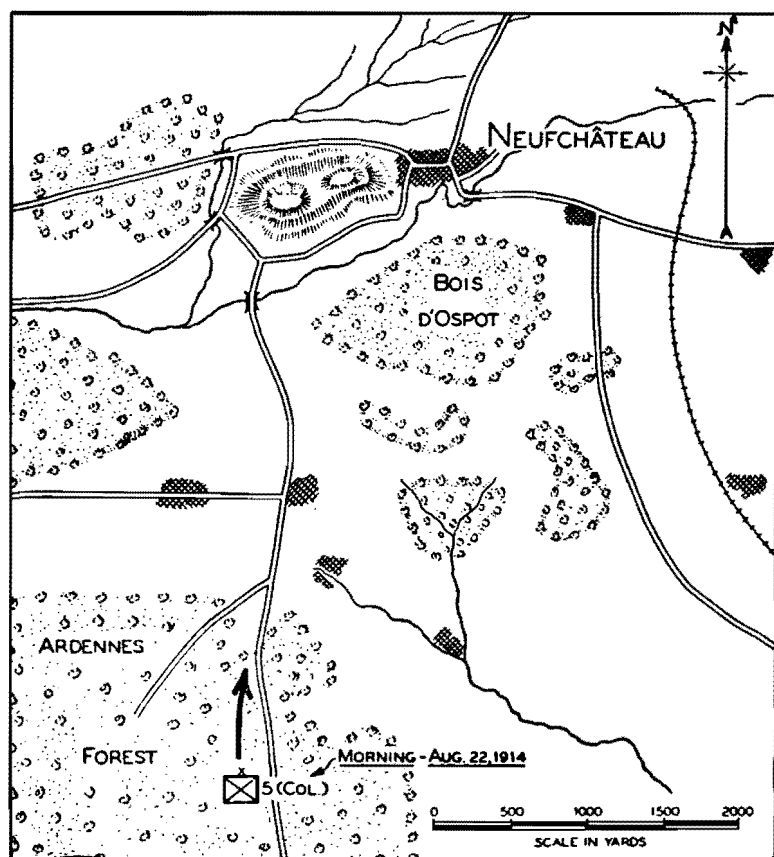 N
NEUFCHÂTEAU
BOIS
D'OSPOT
ARDENNES
FOREST
MORNING - AUG. 22, 1914
X
5 (COL.)
0 500 1000 1500 2000
SCALE IN YARDS